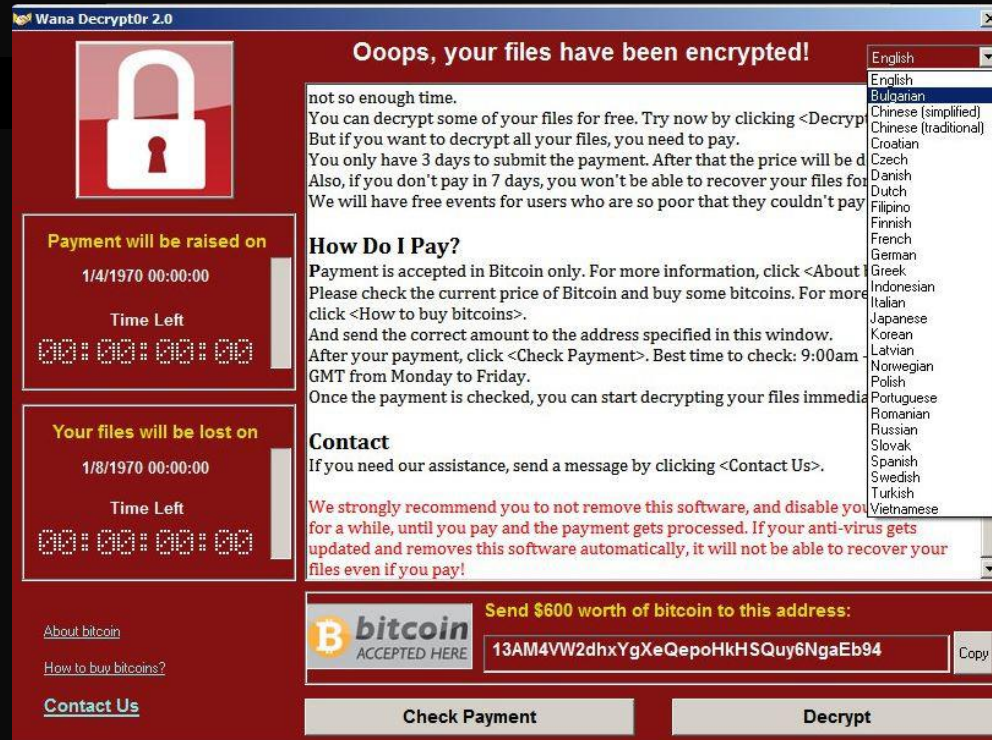 Wana Decrypt0r 2.0
Ooops, your files have been encrypted!
English
English
Bulgarian
Chinese (simplified)
Chinese (traditional)
Croatian
Czech
Danish
Dutch
Filipino
Finnish
French
German
Greek
Indonesian
Italian
Japanese
Korean
Latvian
Norwegian
Polish
Portuguese
Romanian
Russian
Slovak
Spanish
Swedish
Turkish
Vietnamese
Payment will be raised on
1/4/1970 00:00:00
Time Left
00:00:00:00
Your files will be lost on
1/8/1970 00:00:00
Time Left
00:00:00:00
About bitcoin
How to buy bitcoins?
Contact Us
not so enough time.
You can decrypt some of your files for free. Try now by clicking <Decrypt
But if you want to decrypt all your files, you need to pay.
You only have 3 days to submit the payment. After that the price will be
Also, if you don't pay in 7 days, you won't be able to recover your files
We will have free events for users who are so poor that they couldn't pay
How Do I Pay?
Payment is accepted in Bitcoin only. For more information, click <About
Please check the current price of Bitcoin and buy some bitcoins. For more
click <How to buy bitcoins>.
And send the correct amount to the address specified in this window.
After your payment, click <Check Payment>. Best time to check: 9:00am -
GMT from Monday to Friday.
Once the payment is checked, you can start decrypting your files
Contact
If you need our assistance, send a message by clicking <Contact Us>.
We strongly recommend you to not remove this software, and disable
for a while, until you pay and the payment gets processed. If your anti-virus gets
updated and removes this software automatically, it will not be able to recover your
files even if you pay!
bitcoin
ACCEPTED HERE
Send $600 worth of bitcoin to this address:
13AM4VW2dhxYgXeQepoHkHSQuy6NgaEb94
Copy
Check Payment
Decrypt